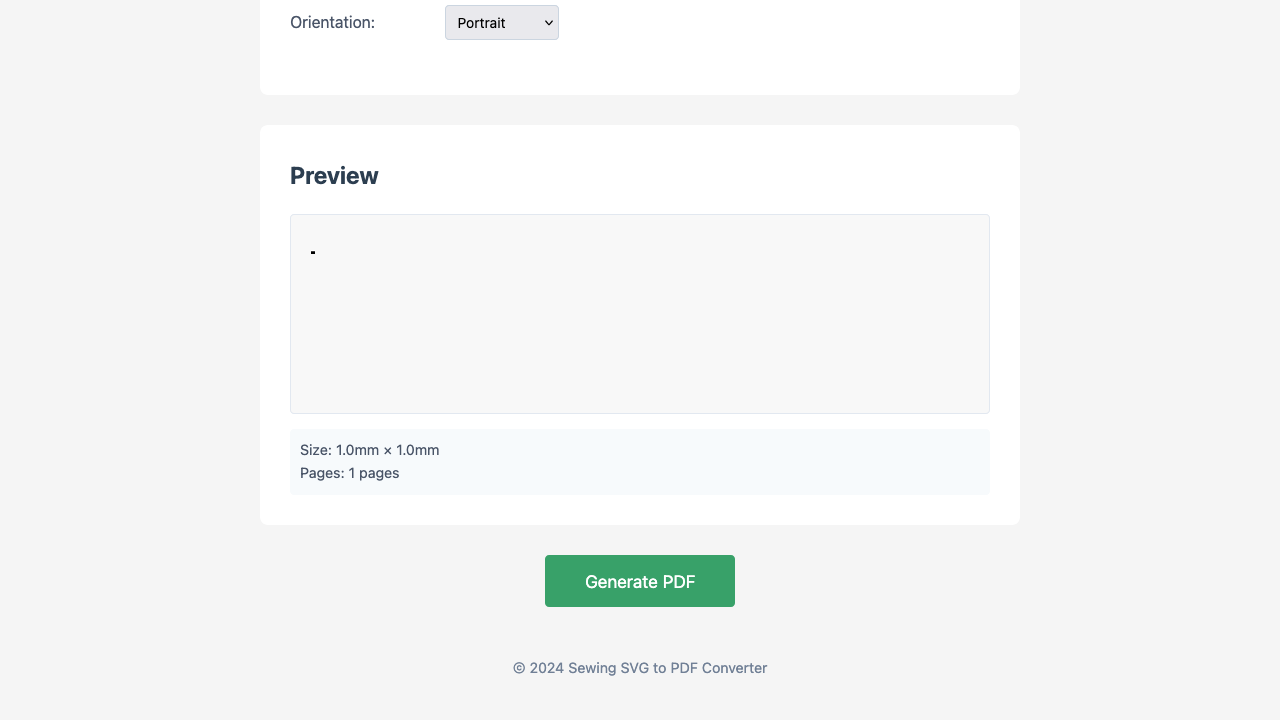 Orientation: Portrait
Preview
Size: 1.0mm × 1.0mm
Pages: 1 pages
Generate PDF
© 2024 Sewing SVG to PDF Converter